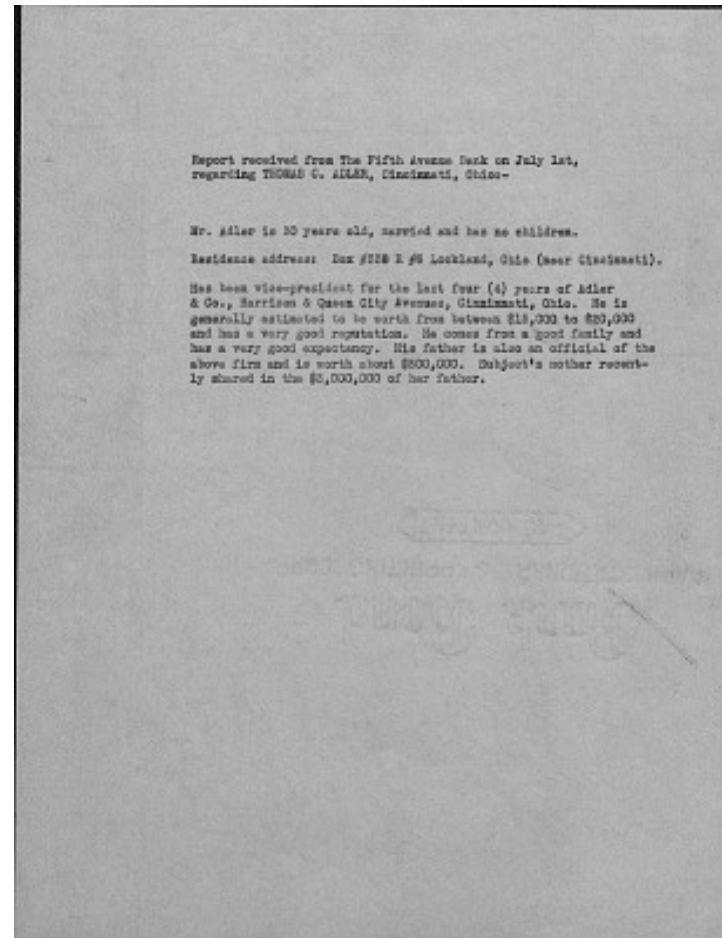 Report received from The Fifth Avenue Bank on July 1st,
regarding THOMAS G. ADLER, Cincinnati, Ohio-
Mr. Adler is 30 years old, married and has no children.
Residence address: Box R Lockland, Ohio (near Cincinnati).
Has been vice-president for the last four (4) years of Adler
& Co., Harrison & Queen City Avenues, Cincinnati, Ohio. He is
generally estimated to be worth from between $15,000 to $20,000
and has a very good reputation. He comes from a good family and
has a very good expectancy. His father is also an official of the
above firm and is worth about Subject's mother recent-
ly shared in the $3,000,000 of her father.